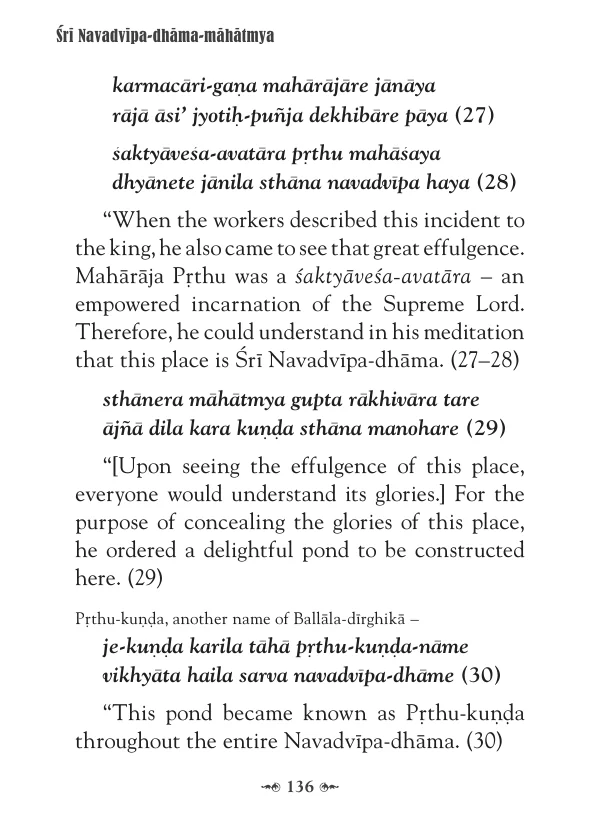 Śrī Navadvīpa-dhāma-māhātmya
karmacāri-gaṇa mahārājāre jānāya
rājā āsi’ jyotiḥ-puñja dekhibāre pāya (27)
śaktyāveśa-avatāra pṛthu mahāśaya
dhyānete jānila sthāna navadvīpa haya (28)
“When the workers described this incident to
the king, he also came to see that great effulgence.
Mahārāja Pṛthu was a śaktyāveśa-avatāra – an
empowered incarnation of the Supreme Lord.
Therefore, he could understand in his meditation
that this place is Śrī Navadvīpa-dhāma. (27–28)
sthānera māhātmya gupta rākhivāra tare
ājñā dila kara kuṇḍa sthāna manohare (29)
“[Upon seeing the effulgence of this place,
everyone would understand its glories.] For the
purpose of concealing the glories of this place,
he ordered a delightful pond to be constructed
here. (29)
Pṛthu-kuṇḍa, another name of Ballāla-dīrghikā –
je-kuṇḍa karila tāhā pṛthu-kuṇḍa-nāme
vikhyāta haila sarva navadvīpa-dhāme (30)
“This pond became known as Pṛthu-kuṇḍa
throughout the entire Navadvīpa-dhāma. (30)
136